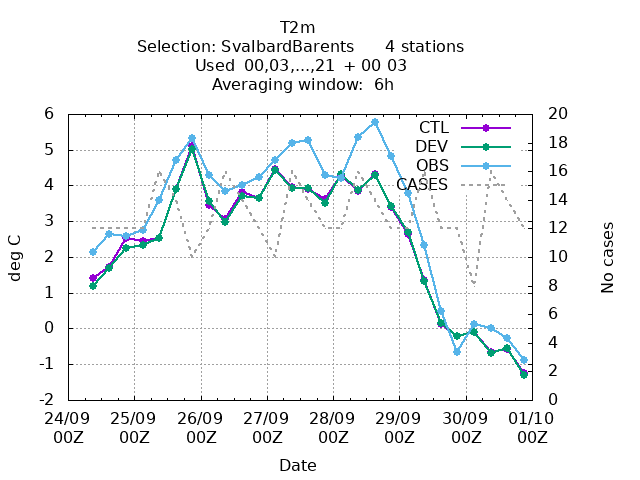 T2m
Selection: SvalbardBarents 4 stations
Used 00,03,...,21 + 00 03
Averaging window: 6h
6 20
CTL
18
5 DEV
OBS 16
4 CASES
14
3
12
2 10
8
1
6
0
4
-1
2
-2 0
24/09 25/09 26/09 27/09 28/09 29/09 30/09 01/10
00Z 00Z 00Z 00Z 00Z 00Z 00Z 00Z
Date
deg C
No cases